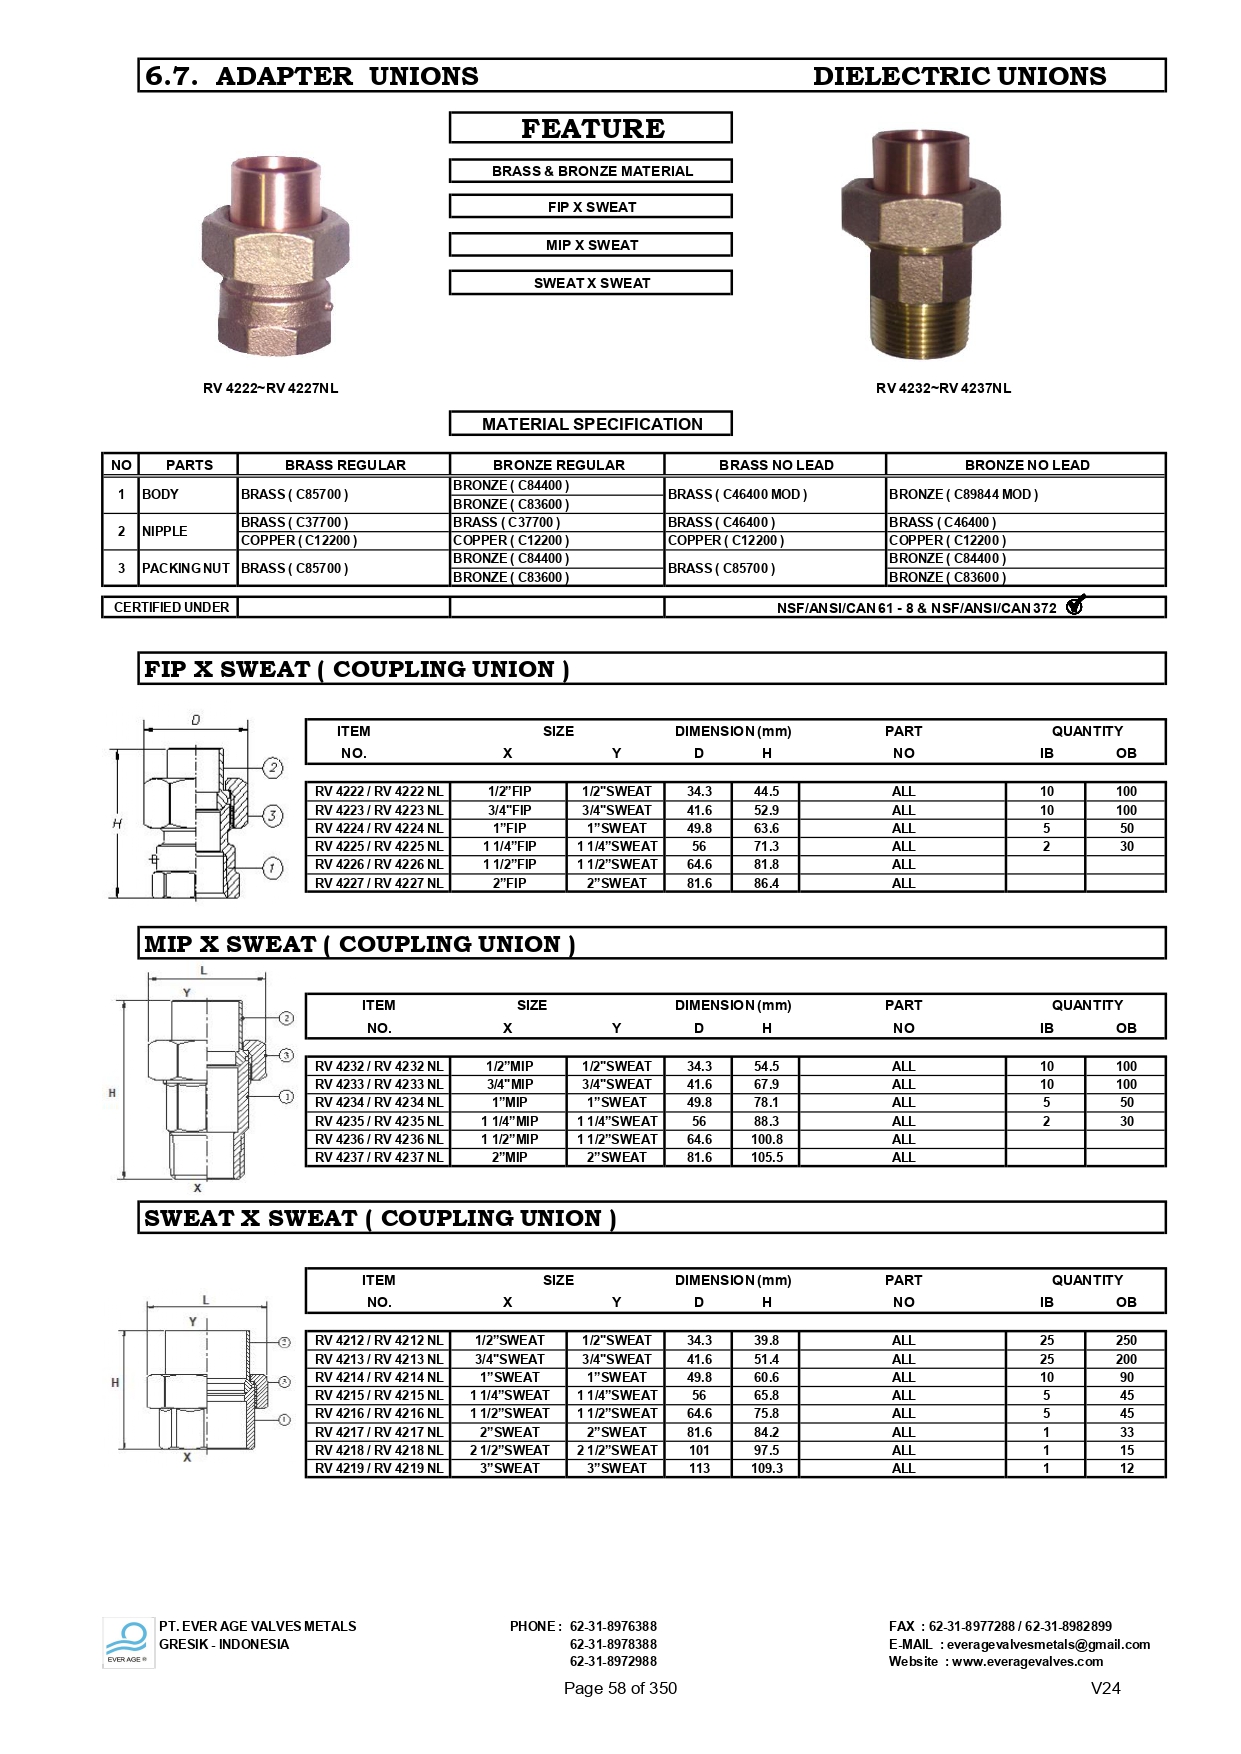 6.7. ADAPTER UNIONS DIELECTRIC UNIONS
FEATURE
BRASS & BRONZE MATERIAL
FIP X SWEAT
MIP X SWEAT
SWEAT X SWEAT
RV 4222~RV 4227NL RV 4232~RV 4237NL
MATERIAL SPECIFICATION
NO PARTS BRASS REGULAR BRONZE REGULAR BRASS NO LEAD BRONZE NO LEAD
1 BODY BRASS ( C85700 ) BRONZE ( C84400 ) BRASS ( C46400 MOD ) BRONZE ( C89844 MOD )
BRONZE ( C83600 )
2 NIPPLE BRASS ( C37700 ) BRASS ( C37700 ) BRASS ( C46400 ) BRASS ( C46400 )
COPPER ( C12200 ) COPPER ( C12200 ) COPPER ( C12200 ) COPPER ( C12200 )
3 PACKING NUT BRASS ( C85700 ) BRONZE ( C84400 ) BRASS ( C85700 ) BRONZE ( C84400 )
BRONZE ( C83600 ) BRONZE ( C83600 )
CERTIFIED UNDER NSF/ANSI/CAN 61 - 8 & NSF/ANSI/CAN 372
FIP X SWEAT ( COUPLING UNION )
D
H
2
3
1
ITEM SIZE DIMENSION (mm) PART QUANTITY
NO. X Y D H NO IB OB
RV 4222 / RV 4222 NL 1/2”FIP 1/2"SWEAT 34.3 44.5 ALL 10 100
RV 4223 / RV 4223 NL 3/4"FIP 3/4"SWEAT 41.6 52.9 ALL 10 100
RV 4224 / RV 4224 NL 1”FIP 1”SWEAT 49.8 63.6 ALL 5 50
RV 4225 / RV 4225 NL 1 1/4”FIP 1 1/4”SWEAT 56 71.3 ALL 2 30
RV 4226 / RV 4226 NL 1 1/2”FIP 1 1/2”SWEAT 64.6 81.8 ALL
RV 4227 / RV 4227 NL 2”FIP 2”SWEAT 81.6 86.4 ALL
MIP X SWEAT ( COUPLING UNION )
L
Y
2
3
H
1
X
ITEM SIZE DIMENSION (mm) PART QUANTITY
NO. X Y D H NO IB OB
RV 4232 / RV 4232 NL 1/2”MIP 1/2"SWEAT 34.3 54.5 ALL 10 100
RV 4233 / RV 4233 NL 3/4"MIP 3/4"SWEAT 41.6 67.9 ALL 10 100
RV 4234 / RV 4234 NL 1”MIP 1”SWEAT 49.8 78.1 ALL 5 50
RV 4235 / RV 4235 NL 1 1/4”MIP 1 1/4”SWEAT 56 88.3 ALL 2 30
RV 4236 / RV 4236 NL 1 1/2”MIP 1 1/2”SWEAT 64.6 100.8 ALL
RV 4237 / RV 4237 NL 2”MIP 2”SWEAT 81.6 105.5 ALL
SWEAT X SWEAT ( COUPLING UNION )
L
Y
2
H
3
1
X
ITEM SIZE DIMENSION (mm) PART QUANTITY
NO. X Y D H NO IB OB
RV 4212 / RV 4212 NL 1/2”SWEAT 1/2"SWEAT 34.3 39.8 ALL 25 250
RV 4213 / RV 4213 NL 3/4"SWEAT 3/4"SWEAT 41.6 51.4 ALL 25 200
RV 4214 / RV 4214 NL 1”SWEAT 1”SWEAT 49.8 60.6 ALL 10 90
RV 4215 / RV 4215 NL 1 1/4”SWEAT 1 1/4”SWEAT 56 65.8 ALL 5 45
RV 4216 / RV 4216 NL 1 1/2”SWEAT 1 1/2”SWEAT 64.6 75.8 ALL 5 45
RV 4217 / RV 4217 NL 2”SWEAT 2”SWEAT 81.6 84.2 ALL 1 33
RV 4218 / RV 4218 NL 2 1/2”SWEAT 2 1/2”SWEAT 101 97.5 ALL 1 15
RV 4219 / RV 4219 NL 3”SWEAT 3”SWEAT 113 109.3 ALL 1 12
EVER AGE ®
PT. EVER AGE VALVES METALS PHONE : 62-31-8976388 FAX : 62-31-8977288 / 62-31-8982899
GRESIK - INDONESIA 62-31-8978388 E-MAIL : everagevalvesmetals@gmail.com
62-31-8972988 Website : www.everagevalves.com
Page 58 of 350 V24